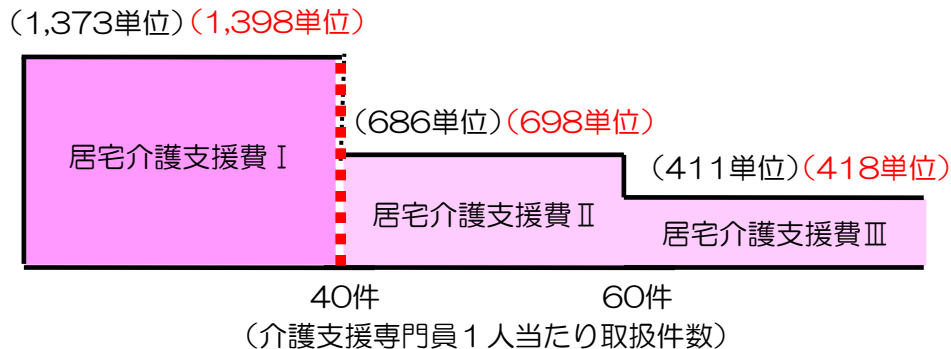 （1,373単位）（1,398単位）
（686単位）（698単位）
（411単位）（418単位）
居宅介護支援費Ⅰ
居宅介護支援費Ⅱ
居宅介護支援費Ⅲ
40件
60件
（介護支援専門員１人当たり取扱件数）